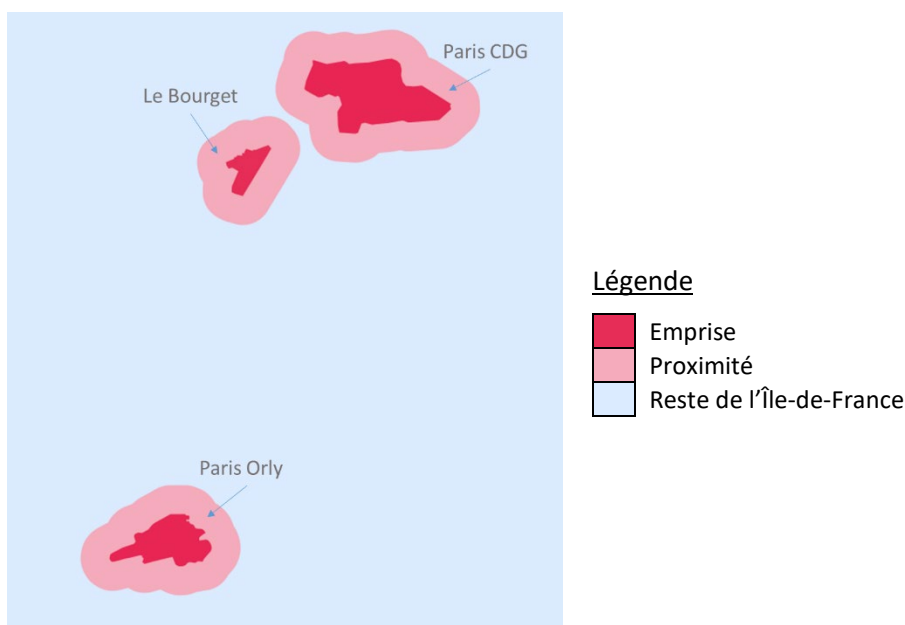 Paris CDG
Le Bourget
Paris Orly
Légende
Emprise
Proximité
Reste de l'Île-de-France